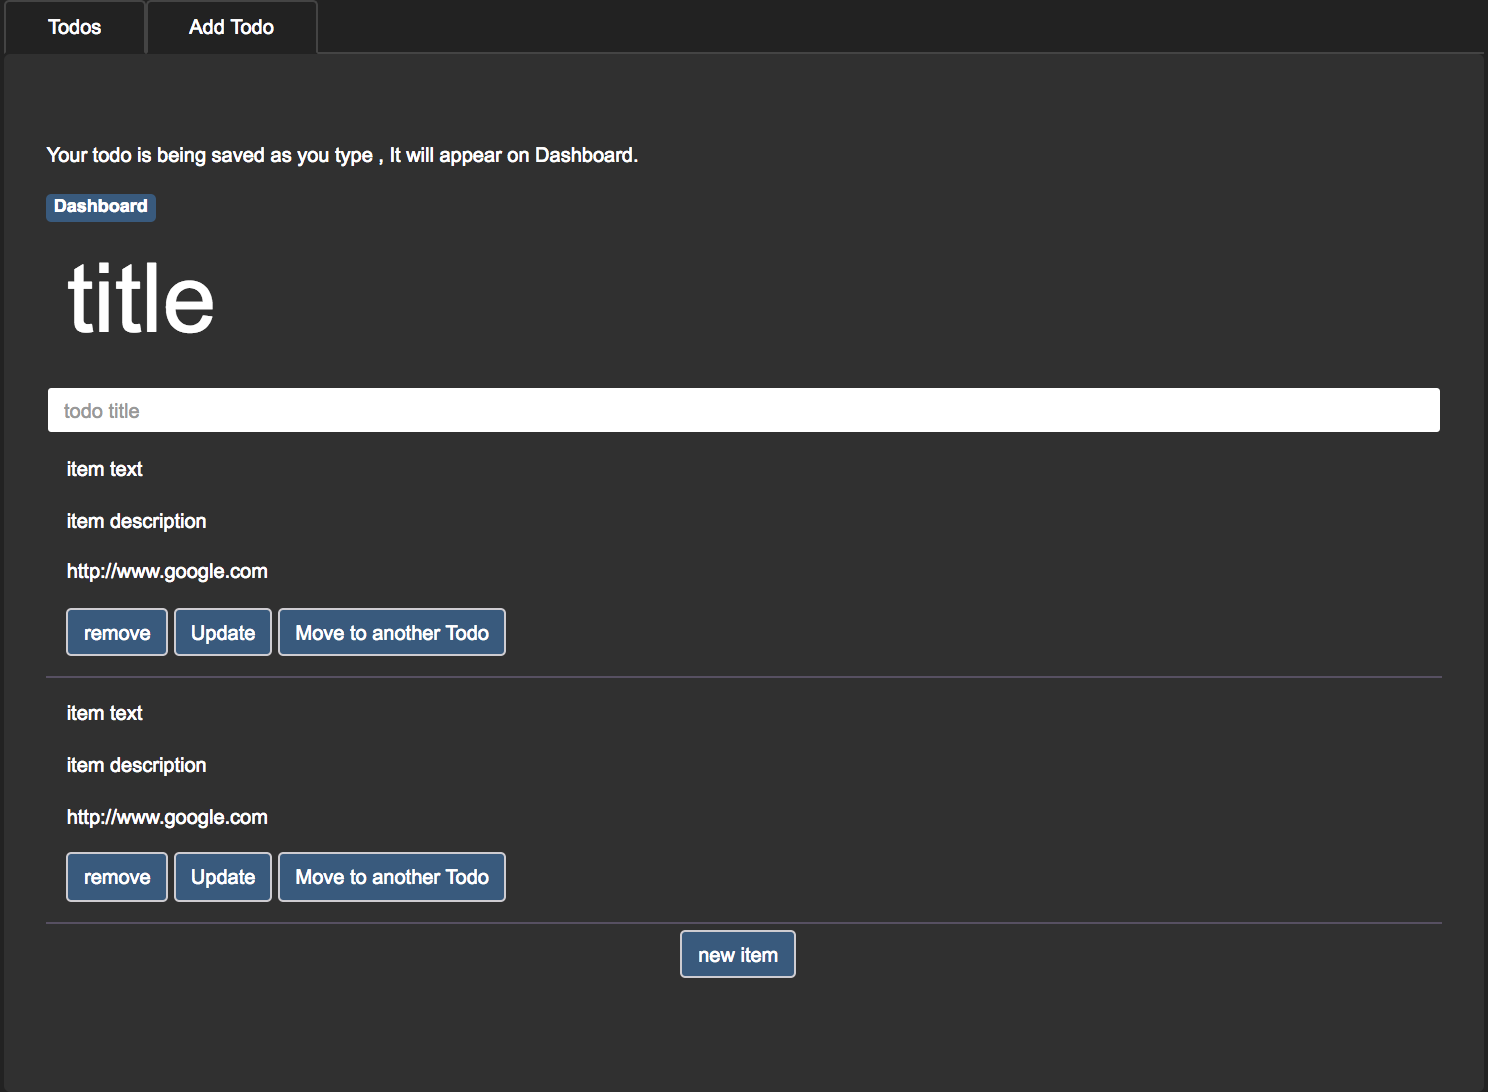 Todos Add Todo
Your todo is being saved as you type , It will appear on Dashboard.
Dashboard
title
todo title
item text
item description
http://www.google.com
remove Update Move to another Todo
item text
item description
http://www.google.com
remove Update Move to another Todo
new item